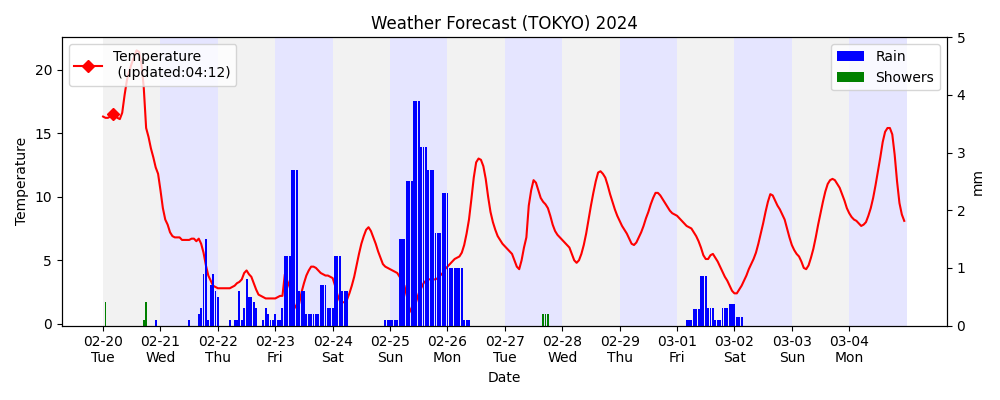 Weather Forecast (TOKYO) 2024
Temperature
(updated:04:12)
Rain
Showers
20
15
10
5
0
Temperature
5
4
3
2
1
0
mm
02-20 02-21 02-22 02-23 02-24 02-25 02-26 02-27 02-28 02-29 03-01 03-02 03-03 03-04
Tue Wed Thu Fri Sat Sun Mon Tue Wed Thu Fri Sat Sun Mon
Date